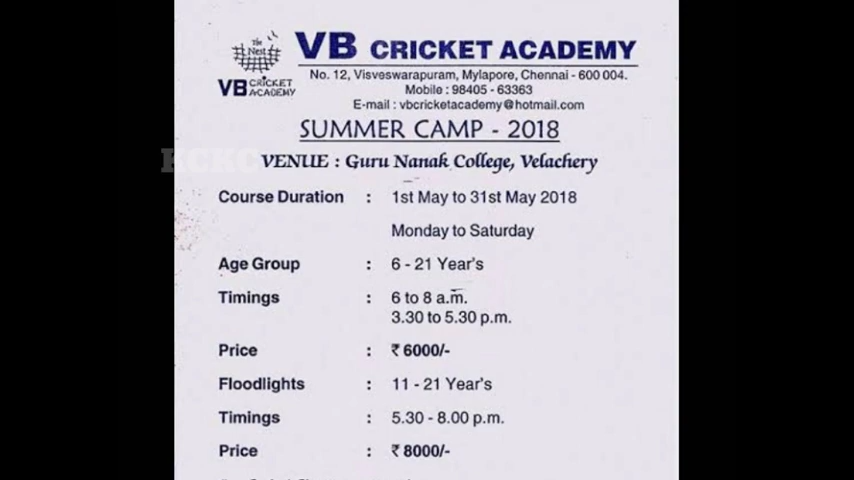 The
Nest
VB CRICKET
ACADEMY
VB CRICKET ACADEMY
No. 12, Visveswarapuram, Mylapore, Chennai - 600 004.
Mobile : 98405 - 63363
E-mail : vbcricketacademy@hotmail.com
SUMMER CAMP - 2018
KCKC
VENUE : Guru Nanak College, Velachery
Course Duration : 1st May to 31st May 2018
Monday to Saturday
Age Group : 6 - 21 Year's
Timings : 6 to 8 a.m.
3.30 to 5.30 p.m.
Price : ₹ 6000/-
Floodlights : 11 - 21 Year's
Timings : 5.30 - 8.00 p.m.
Price : ₹ 8000/-